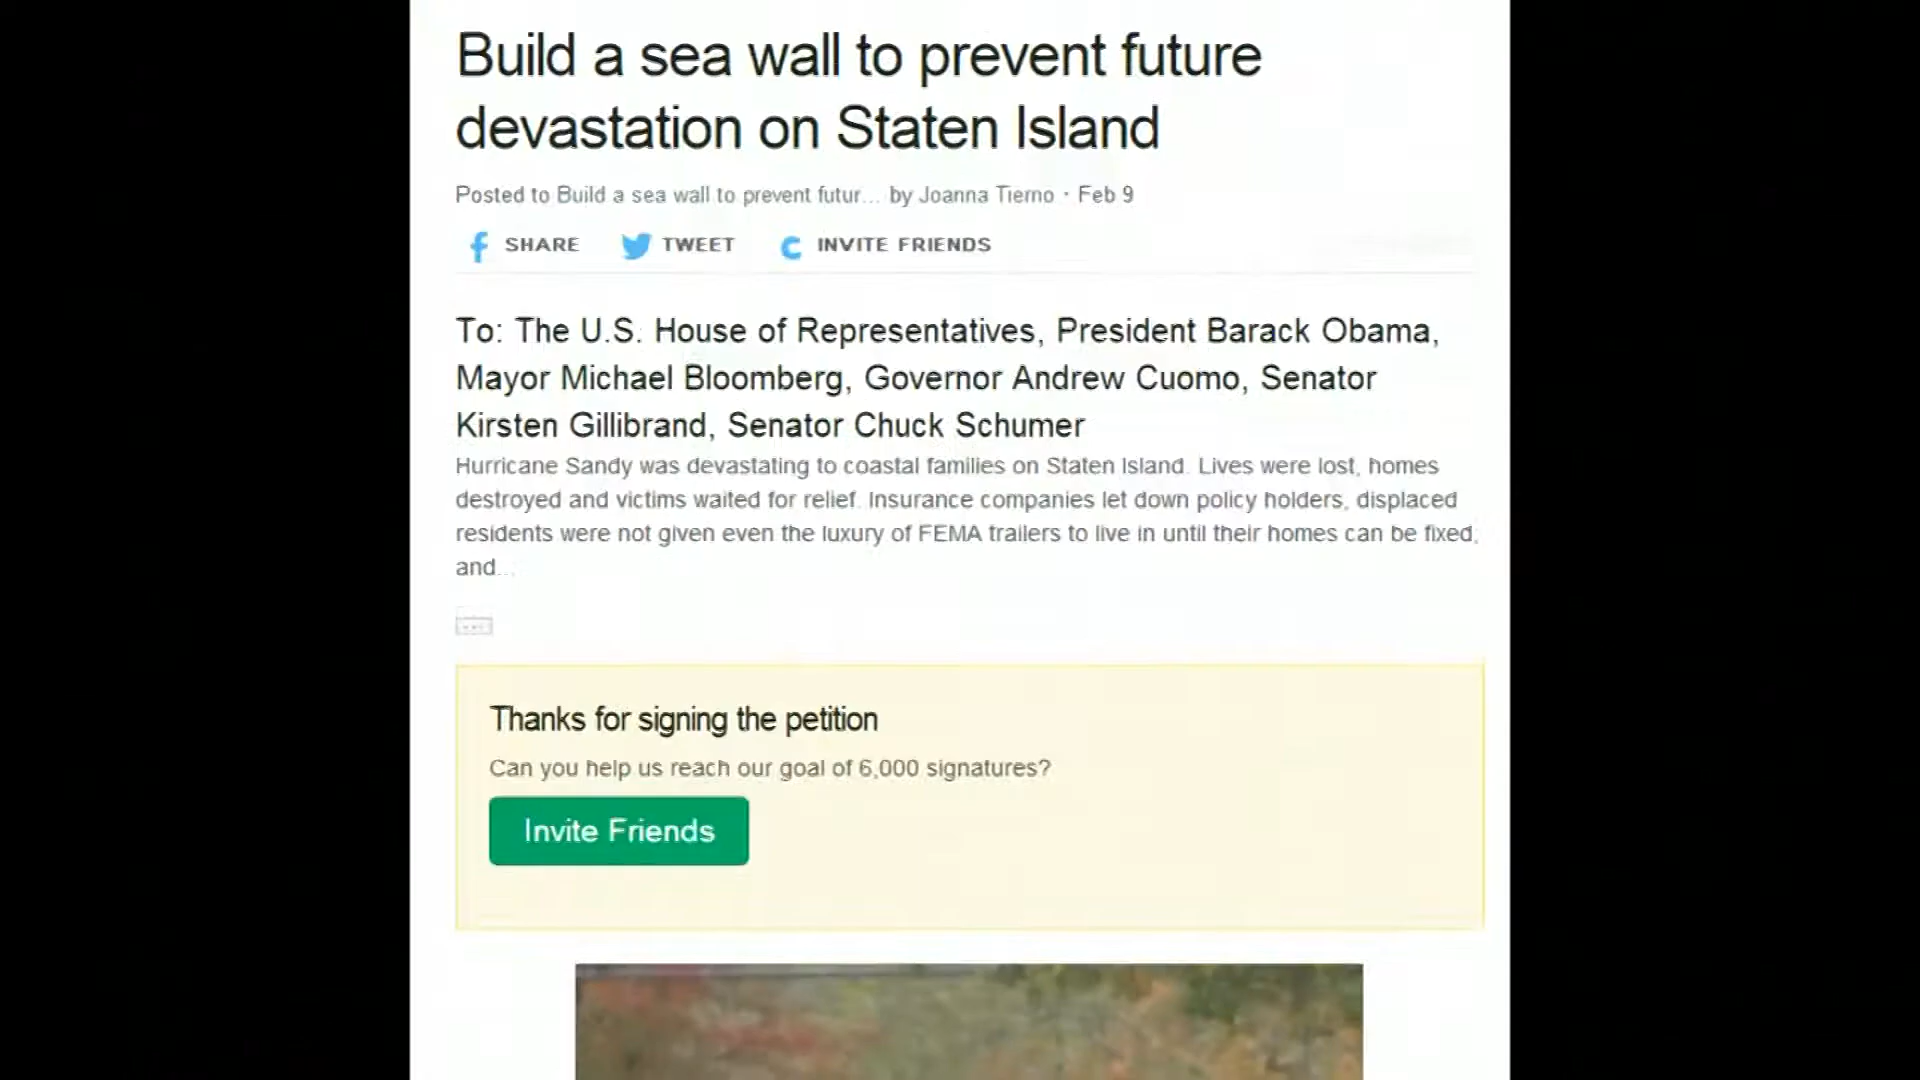 Build a sea wall to prevent future
devastation on Staten Island
Posted to Build a sea wall to prevent futur... by Joanna Tierno · Feb 9
SHARE TWEET INVITE FRIENDS
To: The U.S. House of Representatives, President Barack Obama,
Mayor Michael Bloomberg, Governor Andrew Cuomo, Senator
Kirsten Gillibrand, Senator Chuck Schumer
Hurricane Sandy was devastating to coastal families on Staten Island. Lives were lost, homes
destroyed and victims waited for relief. Insurance companies let down policy holders, displaced
residents were not given even the luxury of FEMA trailers to live in until their homes can be fixed;
and...
Thanks for signing the petition
Can you help us reach our goal of 6,000 signatures?
Invite Friends